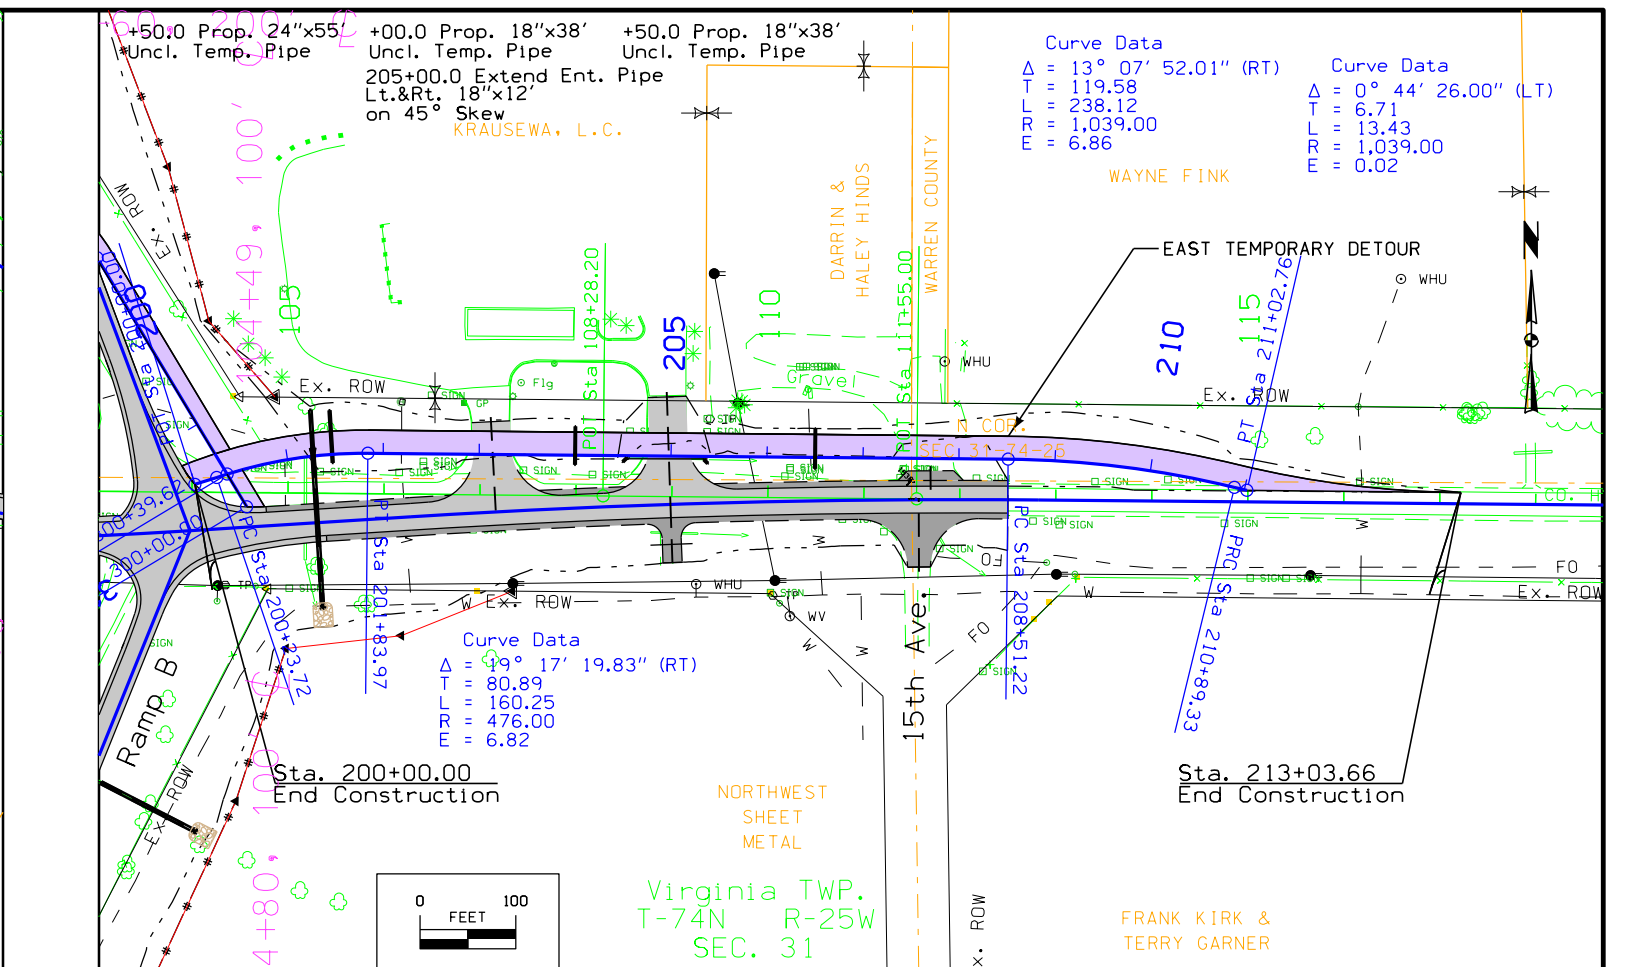 +50.0 Prop. 24"x55'
Uncl. Temp. Pipe
+00.0 Prop. 18"x38'
Uncl. Temp. Pipe
+50.0 Prop. 18"x38'
Uncl. Temp. Pipe
205+00.0 Extend Ent. Pipe
Lt.&Rt. 18"x12'
on 45° Skew
KRAUSEWA, L.C.
Curve Data
Δ = 13° 07' 52.01" (RT)
T = 119.58
L = 238.12
R = 1,039.00
E = 6.86
Curve Data
Δ = 0° 44' 26.00" (LT)
T = 6.71
L = 13.43
R = 1,039.00
E = 0.02
WAYNE FINK
DARRIN &
HALEY HINDS
WARREN COUNTY
EAST TEMPORARY DETOUR
WHU
WHU
Ex. ROW
105
110
115
200
205
210
POT Sta 108+28.20
POT Sta 111+55.00
PT Sta 211+02.76
Ex. ROW
Ex. ROW
Flg
GP
SIGN
Gravel
N COR.
SEC 31-74-25
CO. H
300+00.00
PC Sta 200+23.72
PT Sta 201+83.97
PC Sta 208+51.22
PRC Sta 210+89.33
WHU
WV
W
FO
FO
FO
Ex. ROW
Ex. ROW
Ramp B
Ex. ROW
15th Ave.
Curve Data
Δ = 19° 17' 19.83" (RT)
T = 80.89
L = 160.25
R = 476.00
E = 6.82
Sta. 200+00.00
End Construction
Sta. 213+03.66
End Construction
NORTHWEST
SHEET
METAL
0 100
FEET
Virginia TWP.
T-74N R-25W
SEC. 31
FRANK KIRK &
TERRY GARNER
x. ROW